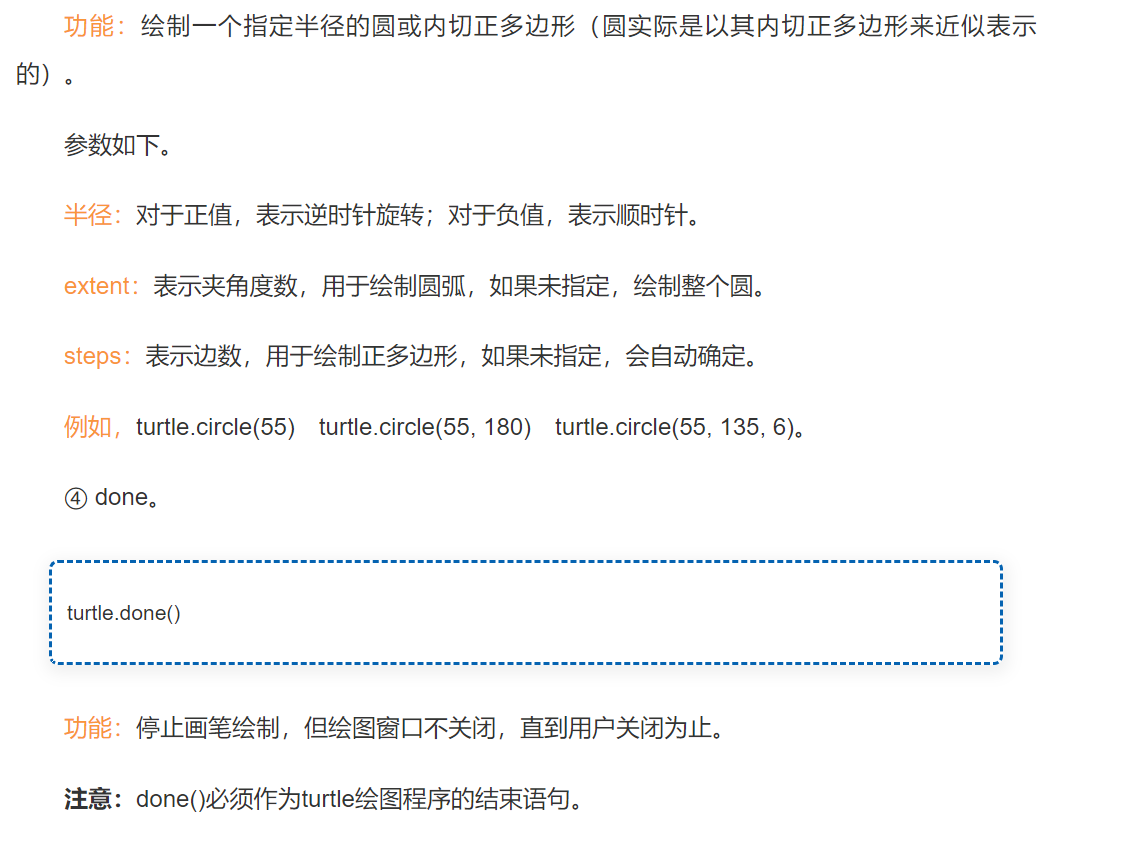 功能：绘制一个指定半径的圆或内切正多边形（圆实际是以其内切正多边形来近似表示
的）。
参数如下。
半径：对于正值，表示逆时针旋转；对于负值，表示顺时针。
extent：表示夹角度数，用于绘制圆弧，如果未指定，绘制整个圆。
steps：表示边数，用于绘制正多边形，如果未指定，会自动确定。
例如，turtle.circle(55)　turtle.circle(55, 180)　turtle.circle(55, 135, 6)。
④ done。
turtle.done()
功能：停止画笔绘制，但绘图窗口不关闭，直到用户关闭为止。
注意：done()必须作为turtle绘图程序的结束语句。